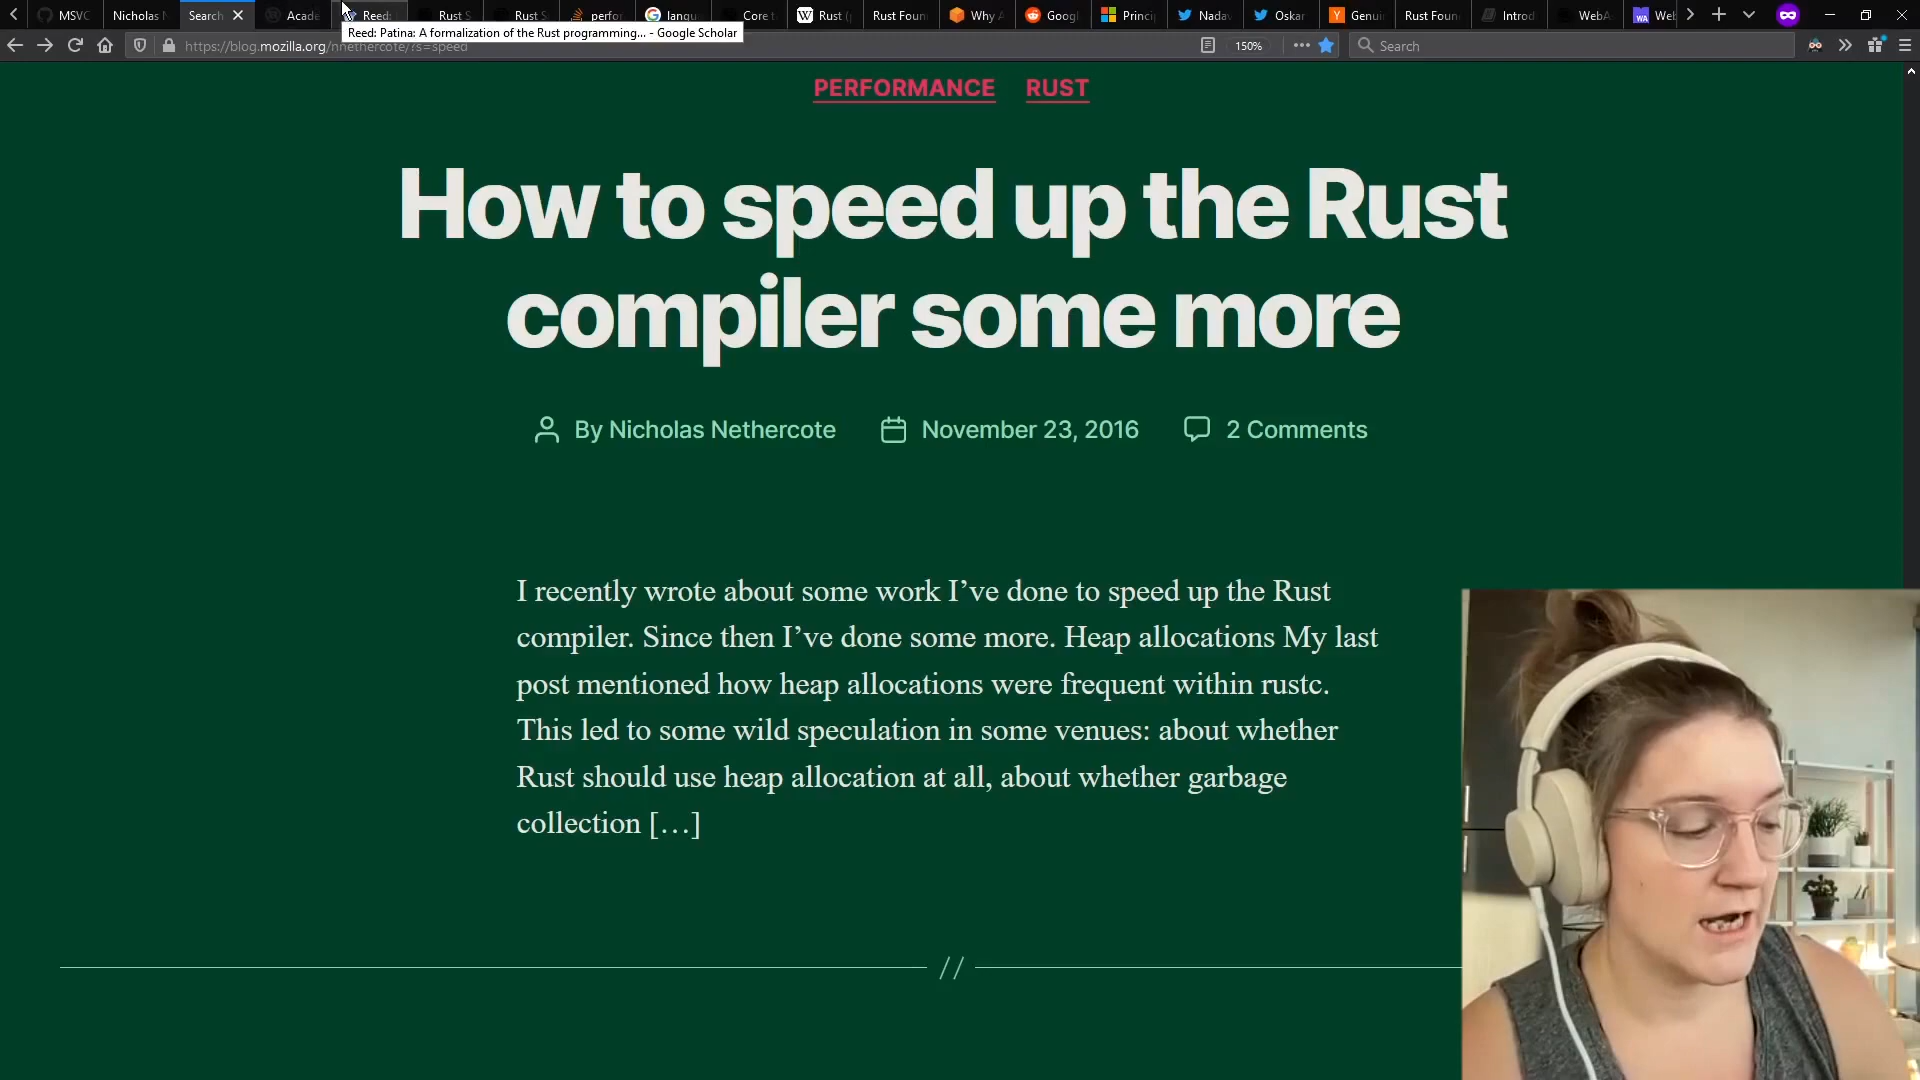 MSVC
Nicholas
Search
Acade
Reed:
Rust S
Rust S
perfor
langu
Core t
Rust (p
Rust Foun
Why A
Googl
Princi
Nadav
Oskar
Genui
Rust Foun
Introd
WebA
Web
Reed: Patina: A formalization of the Rust programming... - Google Scholar
https://blog.mozilla.org/nnethercote/?s=speed
150%
Search
PERFORMANCE RUST
How to speed up the Rust
compiler some more
By Nicholas Nethercote November 23, 2016 2 Comments
I recently wrote about some work I’ve done to speed up the Rust
compiler. Since then I’ve done some more. Heap allocations My last
post mentioned how heap allocations were frequent within rustc.
This led to some wild speculation in some venues: about whether
Rust should use heap allocation at all, about whether garbage
collection […]
//